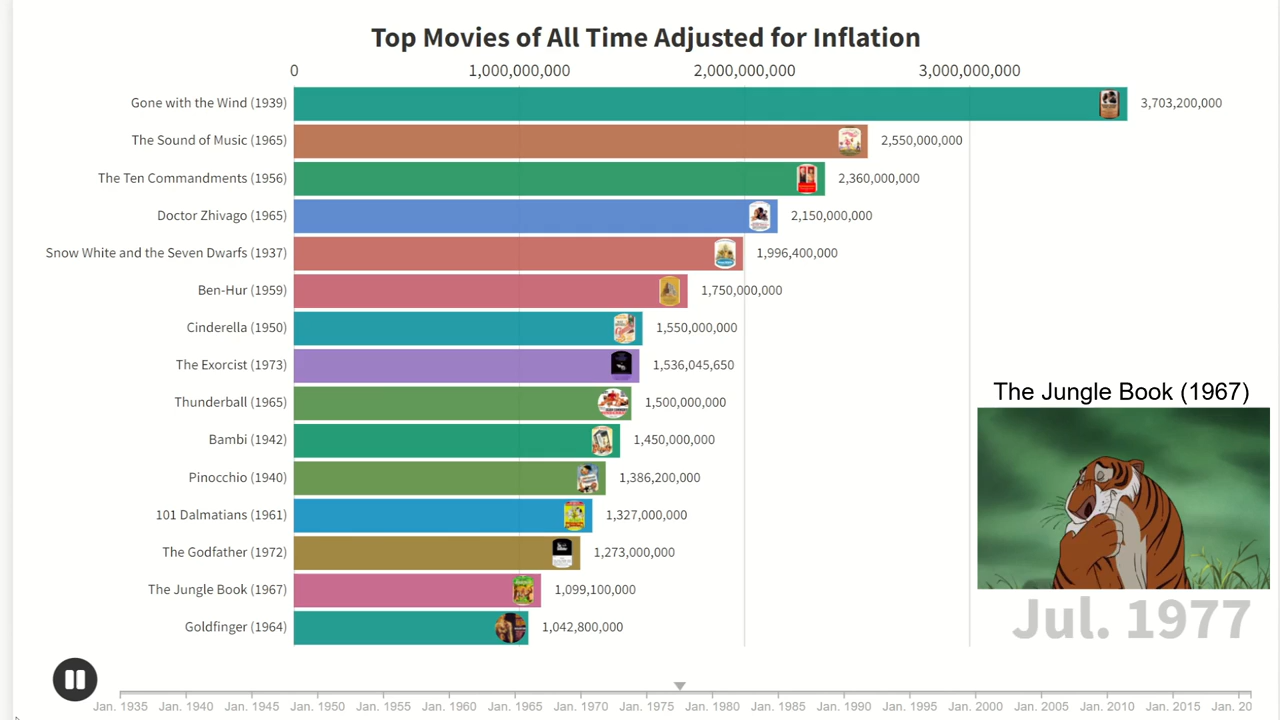 Top Movies of All Time Adjusted for Inflation
0 1,000,000,000 2,000,000,000 3,000,000,000
Gone with the Wind (1939) 3,703,200,000
The Sound of Music (1965) 2,550,000,000
The Ten Commandments (1956) 2,360,000,000
Doctor Zhivago (1965) 2,150,000,000
Snow White and the Seven Dwarfs (1937) 1,996,400,000
Ben-Hur (1959) 1,750,000,000
Cinderella (1950) 1,550,000,000
The Exorcist (1973) 1,536,045,650
Thunderball (1965) 1,500,000,000
Bambi (1942) 1,450,000,000
Pinocchio (1940) 1,386,200,000
101 Dalmatians (1961) 1,327,000,000
The Godfather (1972) 1,273,000,000
The Jungle Book (1967) 1,099,100,000
Goldfinger (1964) 1,042,800,000
The Jungle Book (1967)
Jul. 1977
Jan. 1935 Jan. 1940 Jan. 1945 Jan. 1950 Jan. 1955 Jan. 1960 Jan. 1965 Jan. 1970 Jan. 1975 Jan. 1980 Jan. 1985 Jan. 1990 Jan. 1995 Jan. 2000 Jan. 2005 Jan. 2010 Jan. 2015 Jan. 20